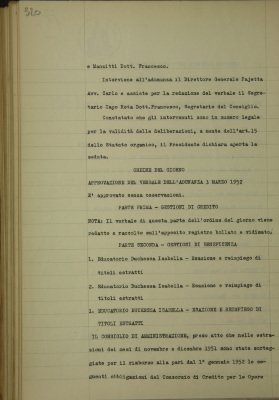 320
e Manuitti Dott. Francesco.
Interviene all'adunanza il Direttore Generale Pajetta
Avv. Carlo e assiste per la redazione del verbale il Segre-
tario Capo Rota Dott.Francesco, Segretario del Consiglio.
Constatato che gli intervenuti sono in numero legale
per la validità delle deliberazioni, a mente dell'art.15
dello Statuto organico, il Presidente dichiara aperta la
seduta.
ORDINE DEL GIORNO
APPROVAZIONE DEL VERBALE DELL'ADUNANZA 1 MARZO 1952
E' approvato senza osservazioni.
PARTE PRIMA - GESTIONI DI CREDITO
NOTA: Il verbale di questa parte dell'ordine del giorno viene
redatto e raccolto sull'apposito registro bollato e vidimato.
PARTE SECONDA - GESTIONI DI BENEFICENZA
1. Educatorio Duchessa Isabella - Esazione e reimpiego di
titoli estratti
2. Educatorio Duchessa Isabella - Esazione e reimpiego di
titoli estratti
1. EDUCATORIO DUCHESSA ISABELLA - ESAZIONE E REIMPIEGO DI
TITOLI ESTRATTI
IL CONSIGLIO DI AMMINISTRAZIONE, preso atto che nelle estra-
zioni dei mesi di novembre e dicembre 1951 sono state sorteg-
giate per il rimborso alla pari dal 1° gennaio 1952 le se-
guenti obbligazioni del Consorzio di Credito per le Opere